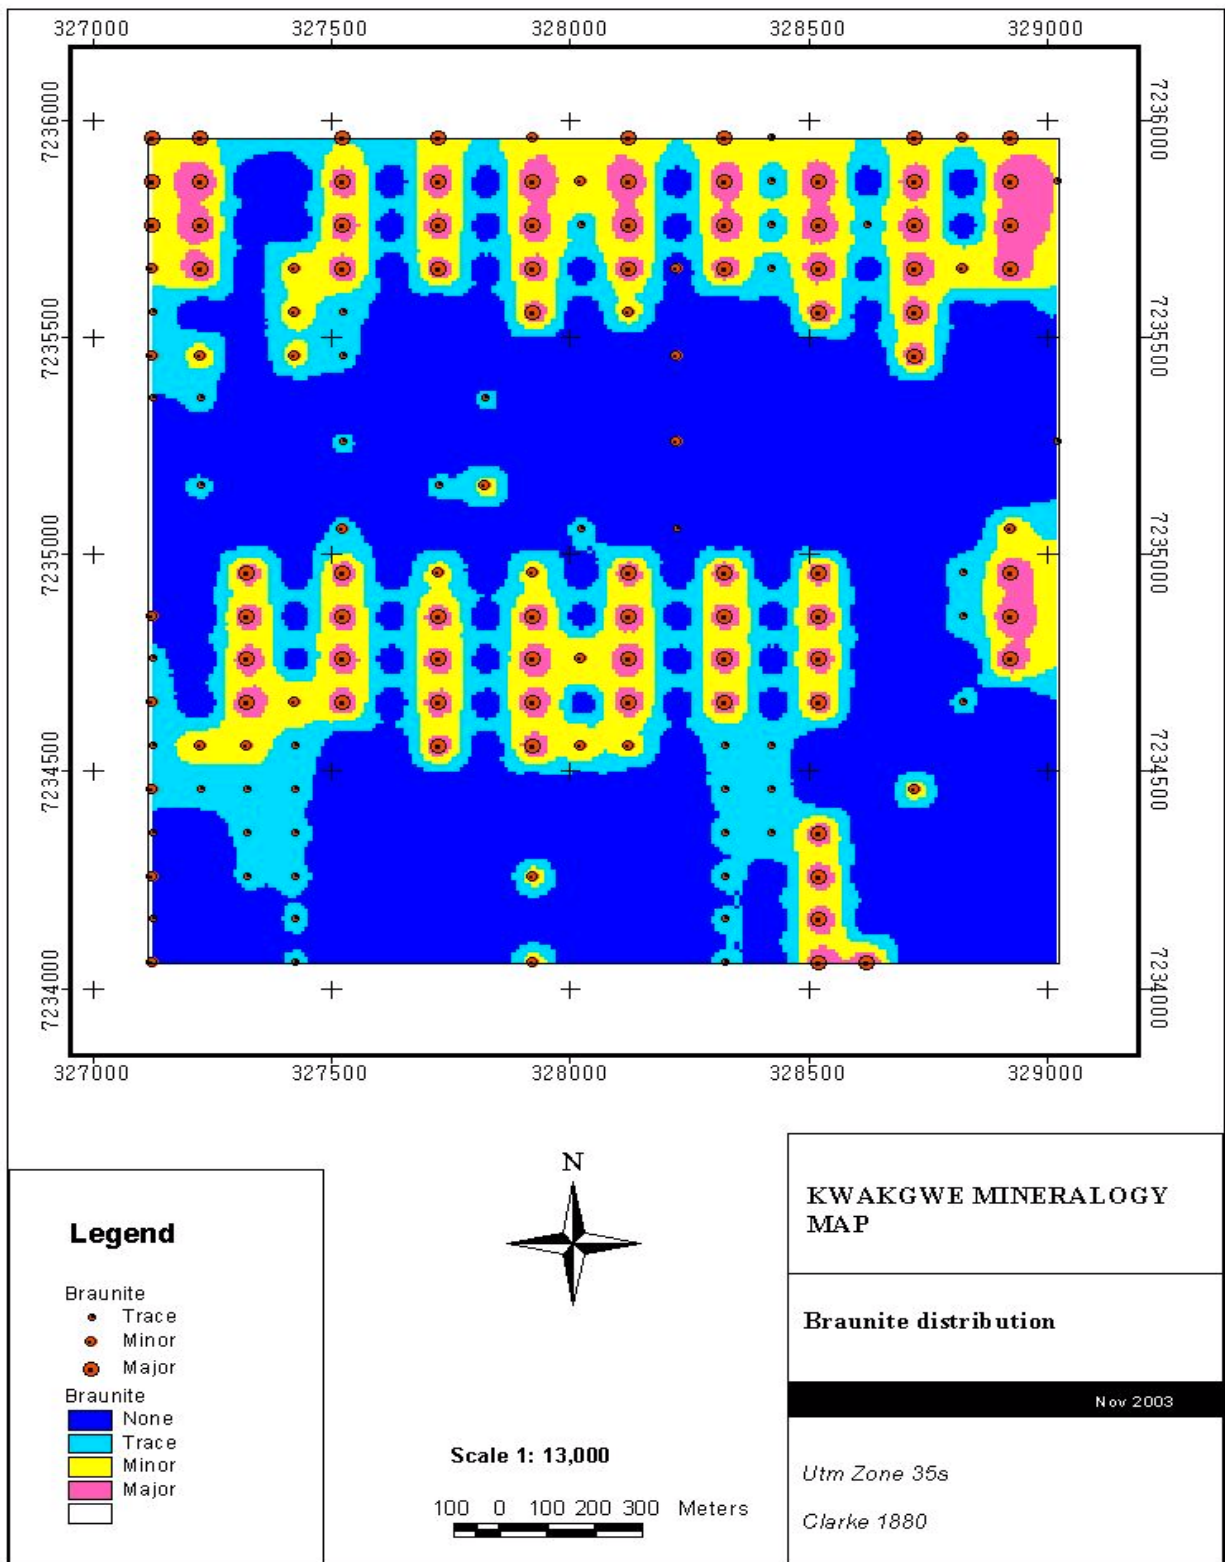 327000 327500 328000 328500 329000
7236000 7236000
7235500 7235500
7235000 7235000
7234500 7234500
7234000 7234000
327000 327500 328000 328500 329000
N
KWAKGWE MINERALOGY
MAP
Legend
Braunite
Trace
Minor
Major
Braunite
None
Trace
Minor
Major
Braunite distribution
Nov 2003
Scale 1: 13,000
100 0 100 200 300 Meters
Utm Zone 35s
Clarke 1880